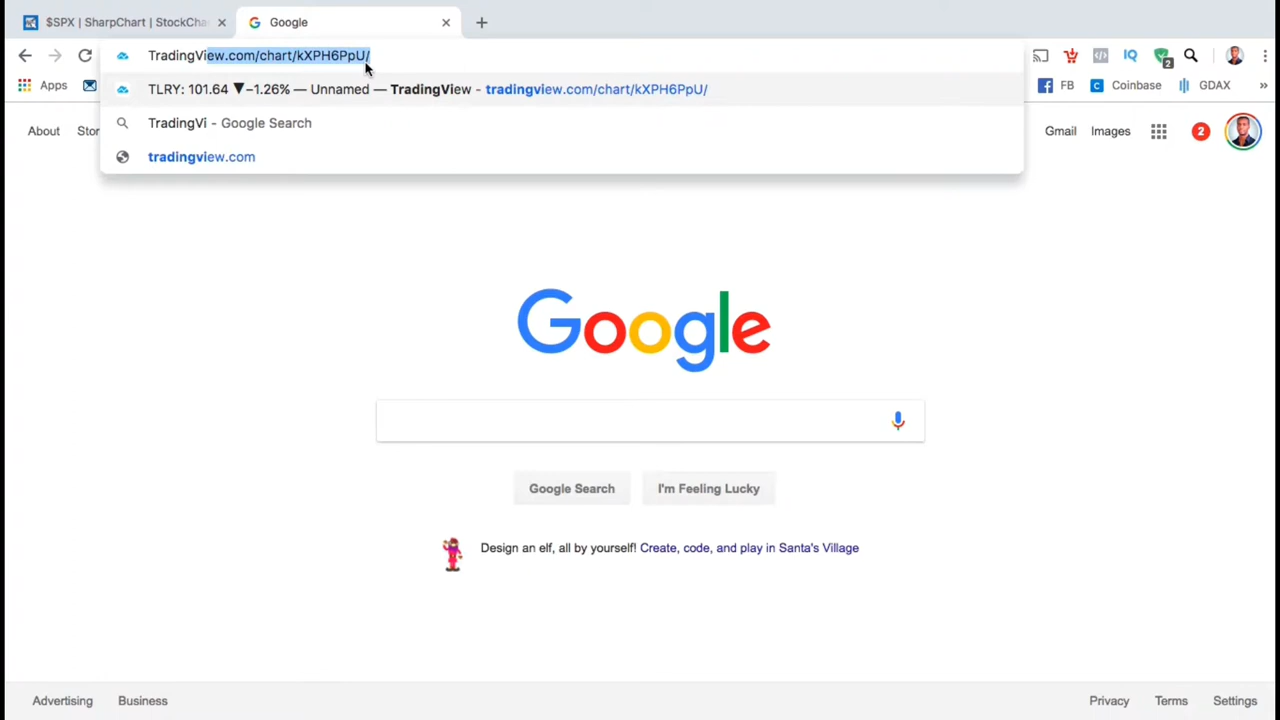 $SPX | SharpChart | StockCha
Google
TradingView.com/chart/kXPH6PpU/
TLRY: 101.64 ▼−1.26% — Unnamed — TradingView - tradingview.com/chart/kXPH6PpU/
TradingVi - Google Search
tradingview.com
IQ
2
Apps
FB
Coinbase
GDAX
»
About
Stor
Gmail
Images
2
Google
Google Search
I'm Feeling Lucky
Design an elf, all by yourself! Create, code, and play in Santa's Village
Advertising
Business
Privacy
Terms
Settings